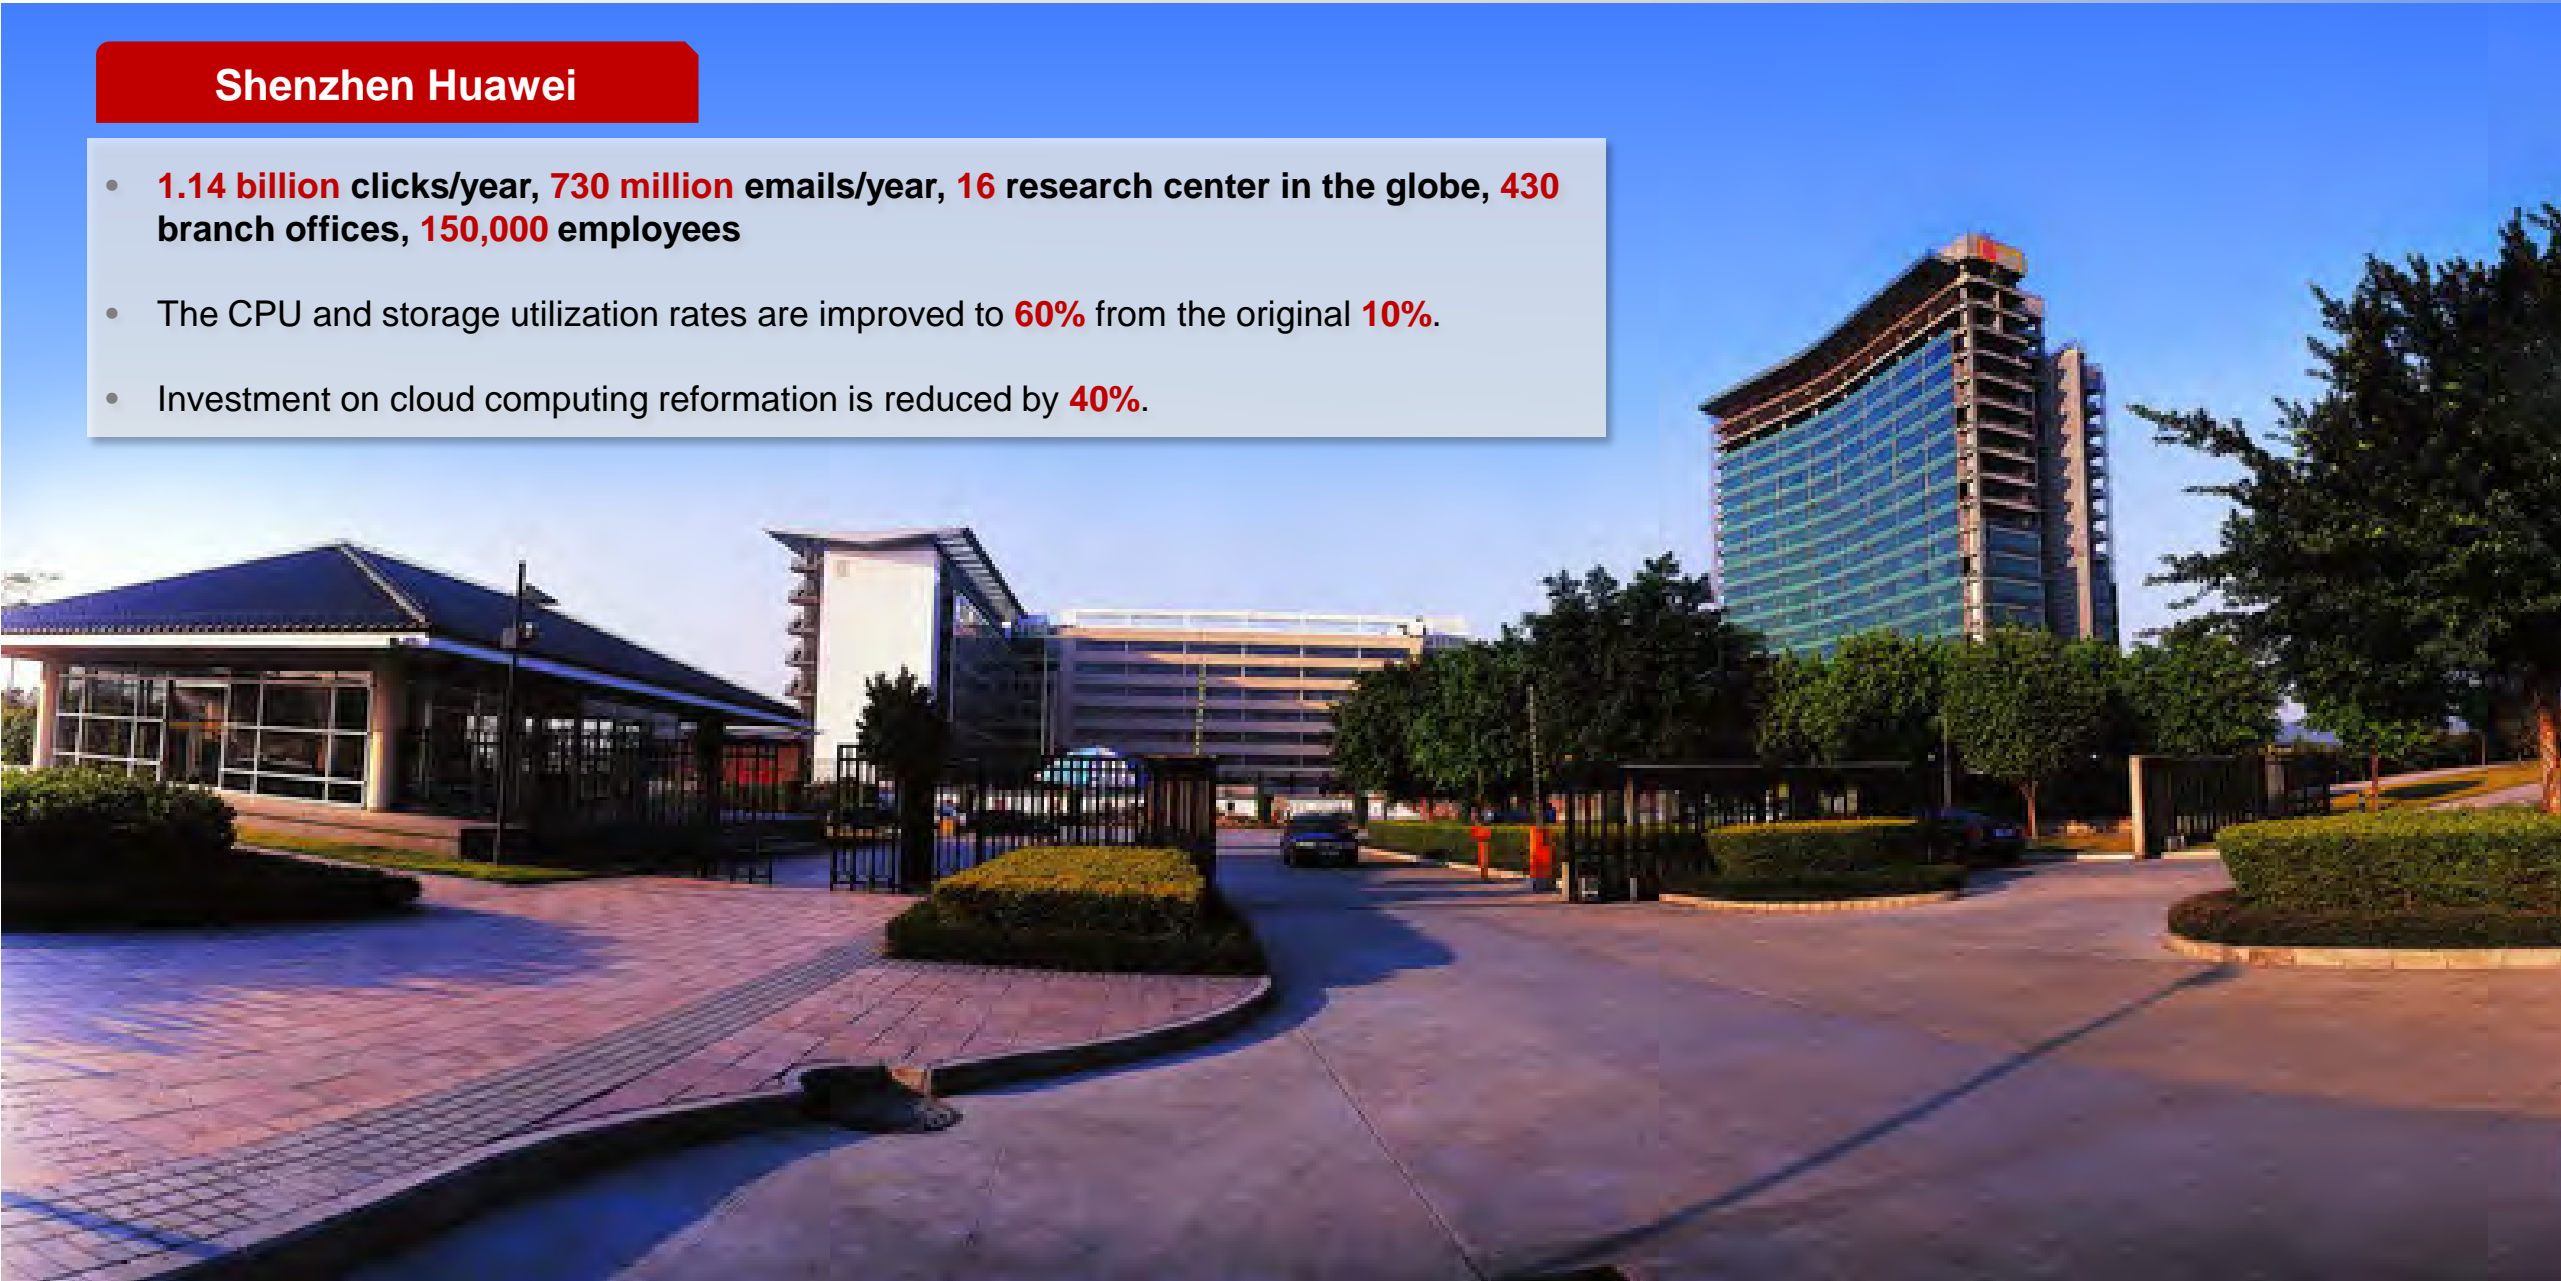 Shenzhen Huawei
• 1.14 billion clicks/year, 730 million emails/year, 16 research center in the globe, 430
branch offices, 150,000 employees
• The CPU and storage utilization rates are improved to 60% from the original 10%.
• Investment on cloud computing reformation is reduced by 40%.